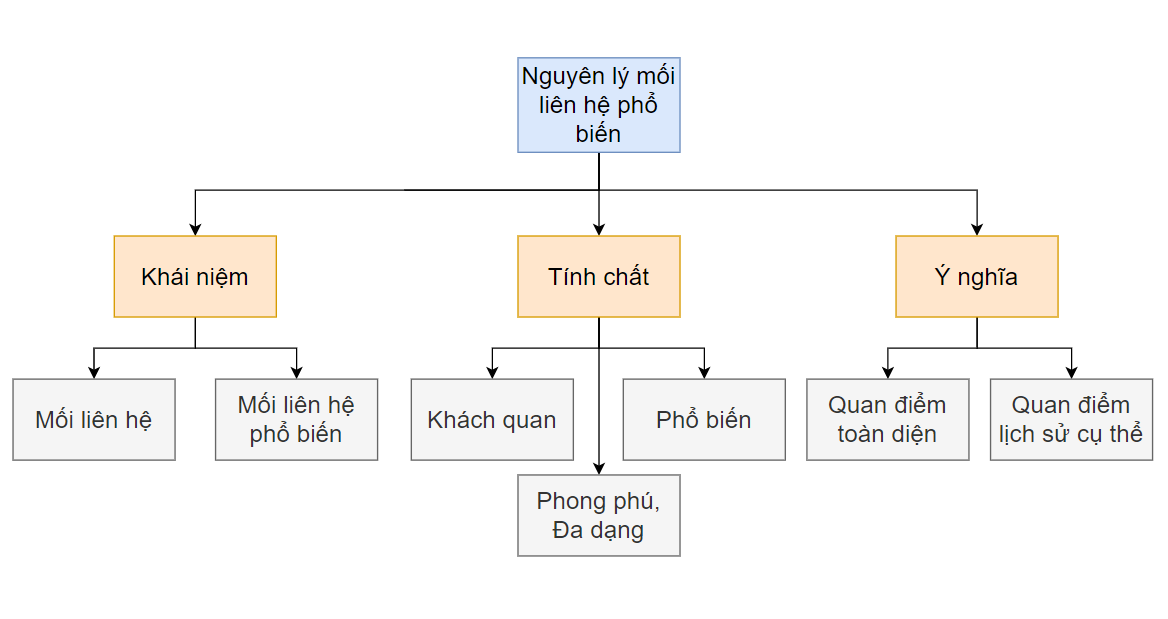 Nguyên lý mối
liên hệ phổ
biến
Khái niệm
Tính chất
Ý nghĩa
Mối liên hệ
Mối liên hệ
phổ biến
Khách quan
Phổ biến
Quan điểm
toàn diện
Quan điểm
lịch sử cụ thể
Phong phú,
Đa dạng